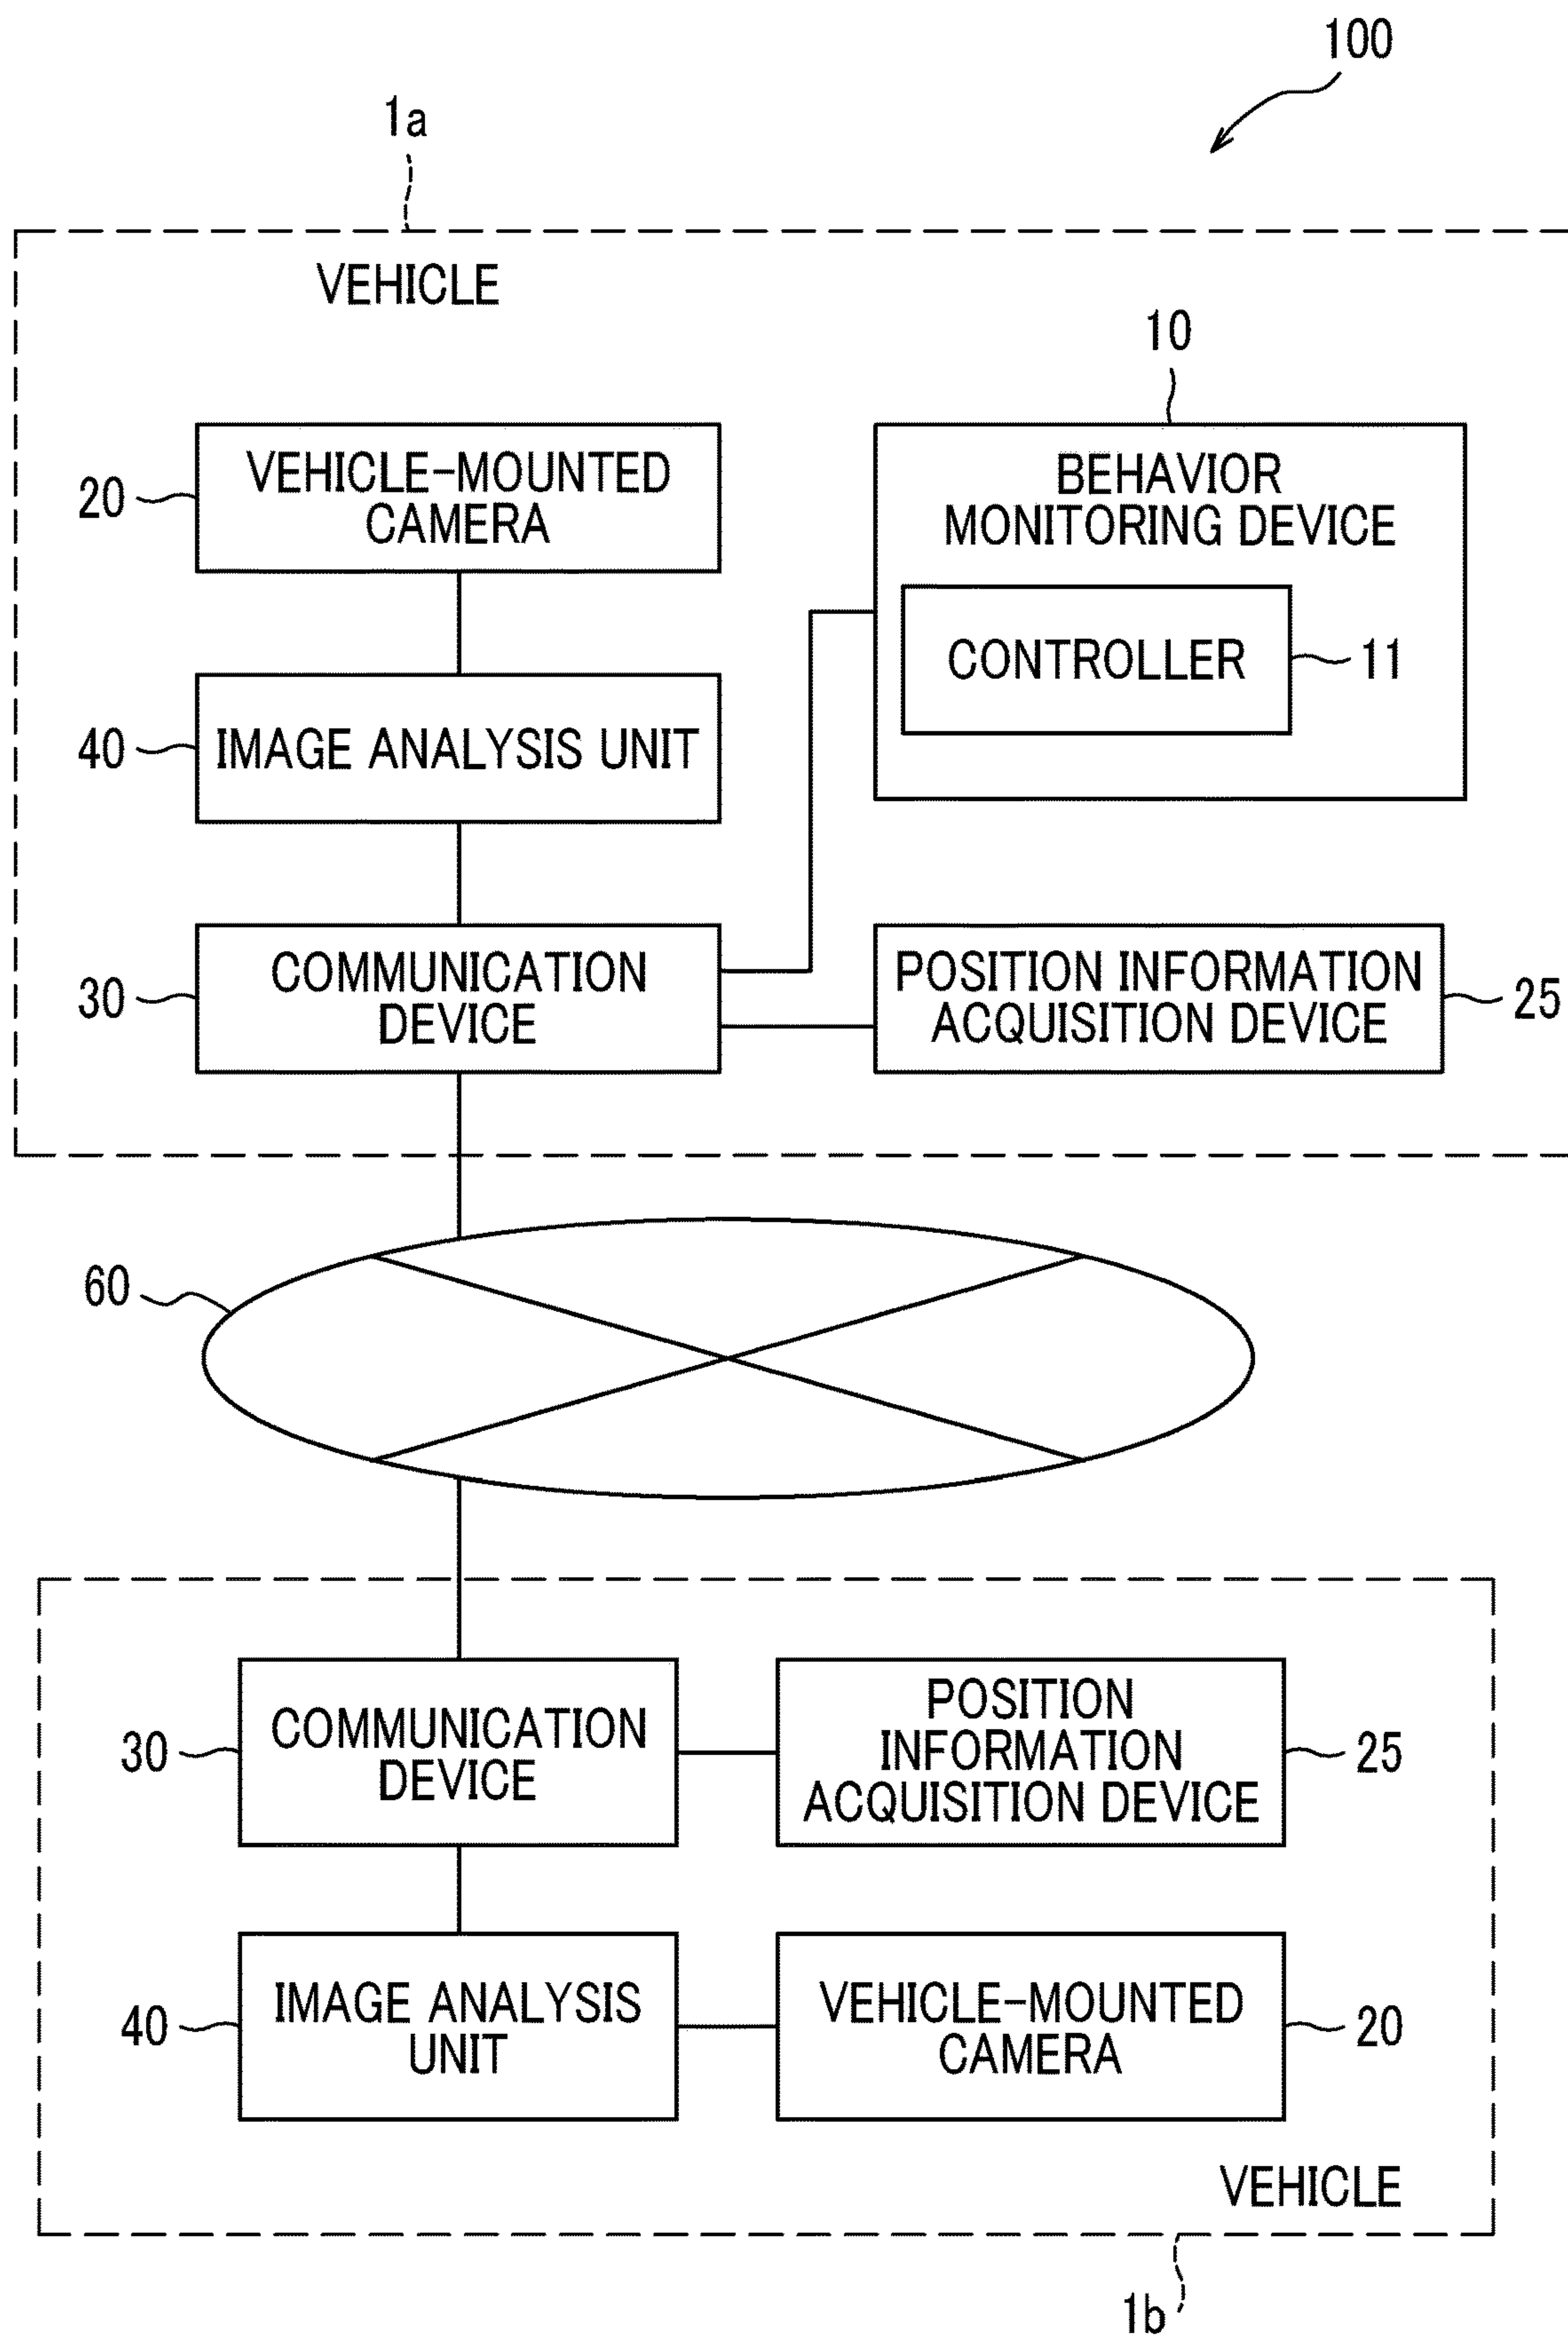 100
1a
VEHICLE
10
20
VEHICLE-MOUNTED
CAMERA
BEHAVIOR
MONITORING DEVICE
CONTROLLER
11
40
IMAGE ANALYSIS UNIT
30
COMMUNICATION
DEVICE
POSITION INFORMATION
ACQUISITION DEVICE
25
60
30
COMMUNICATION
DEVICE
POSITION
INFORMATION
ACQUISITION DEVICE
25
40
IMAGE ANALYSIS
UNIT
VEHICLE-MOUNTED
CAMERA
20
VEHICLE
1b